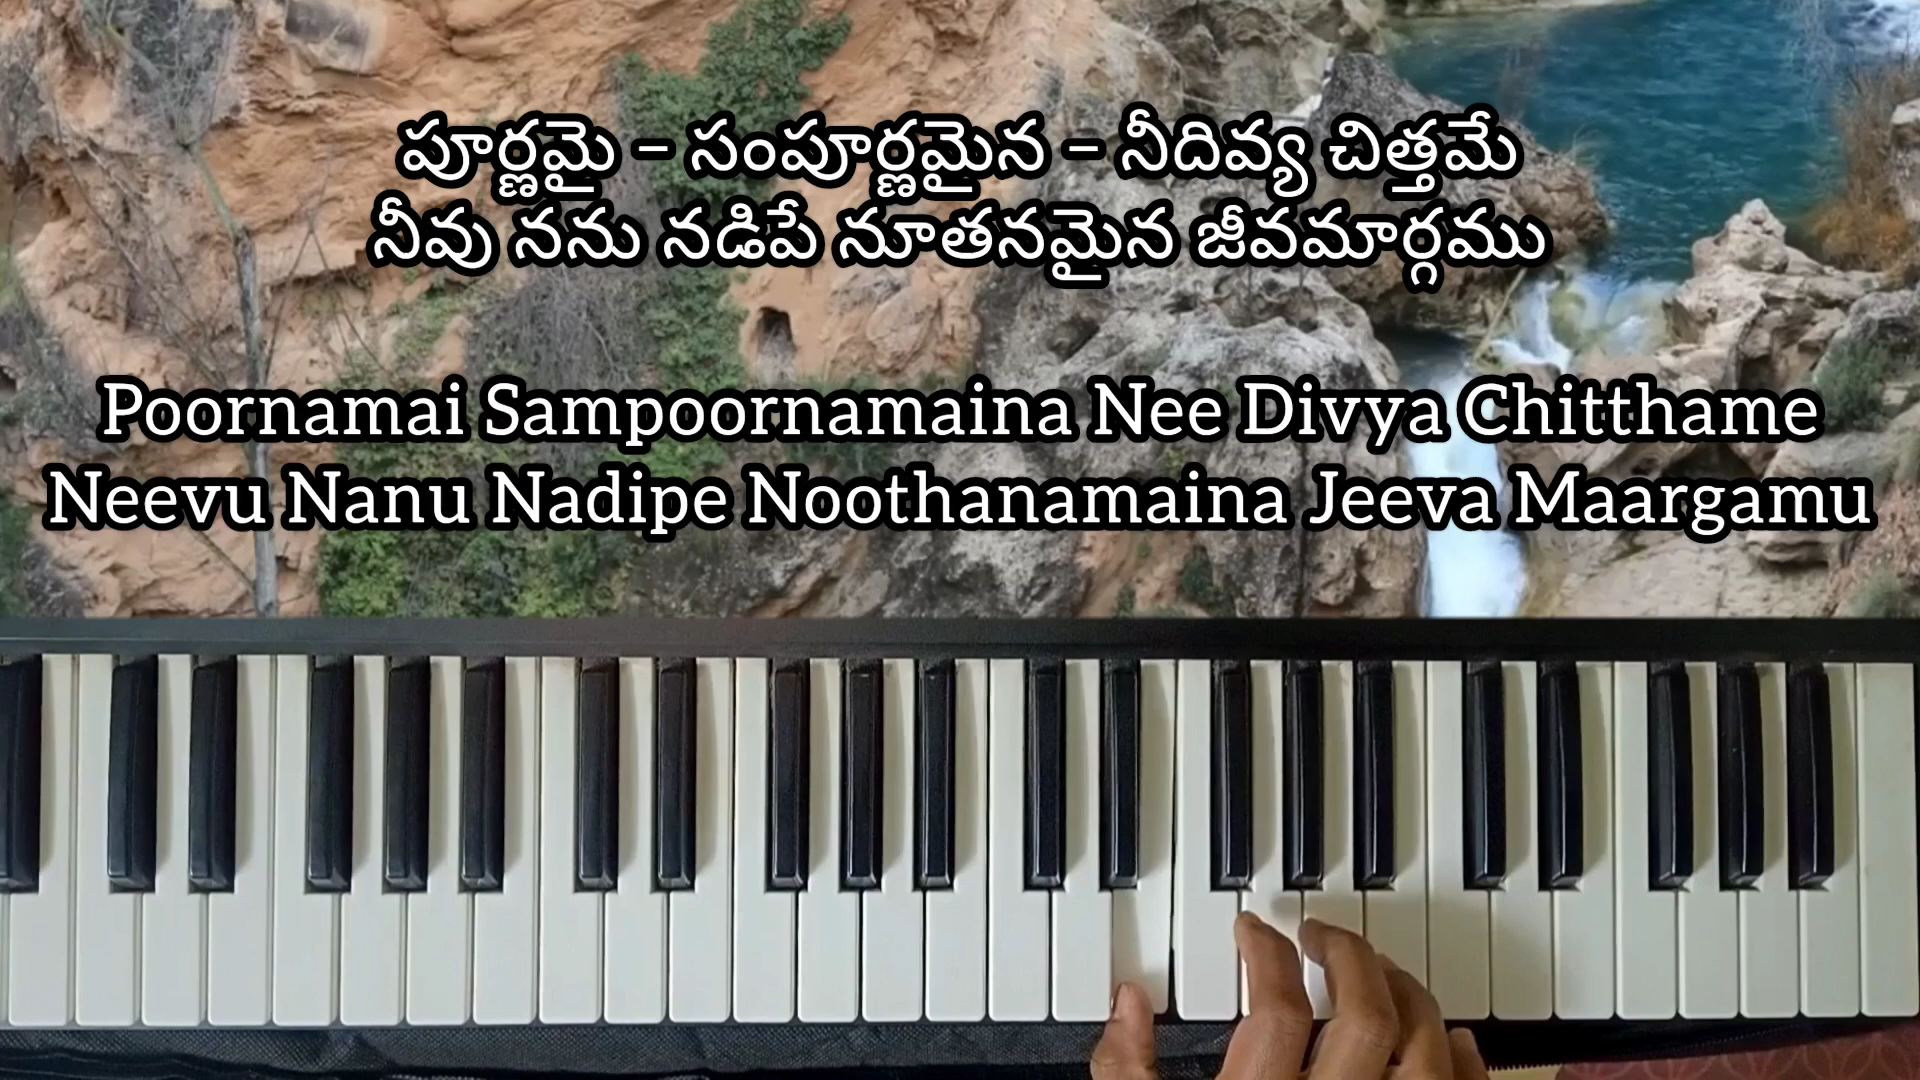 పూర్ణమై – సంపూర్ణమైన – నీదివ్య చిత్తమే
నీవు నను నడిపే నూతనమైన జీవమార్గము
Poornamai Sampoornamaina Nee Divya Chitthame
Neevu Nanu Nadipe Noothanamaina Jeeva Maargamu